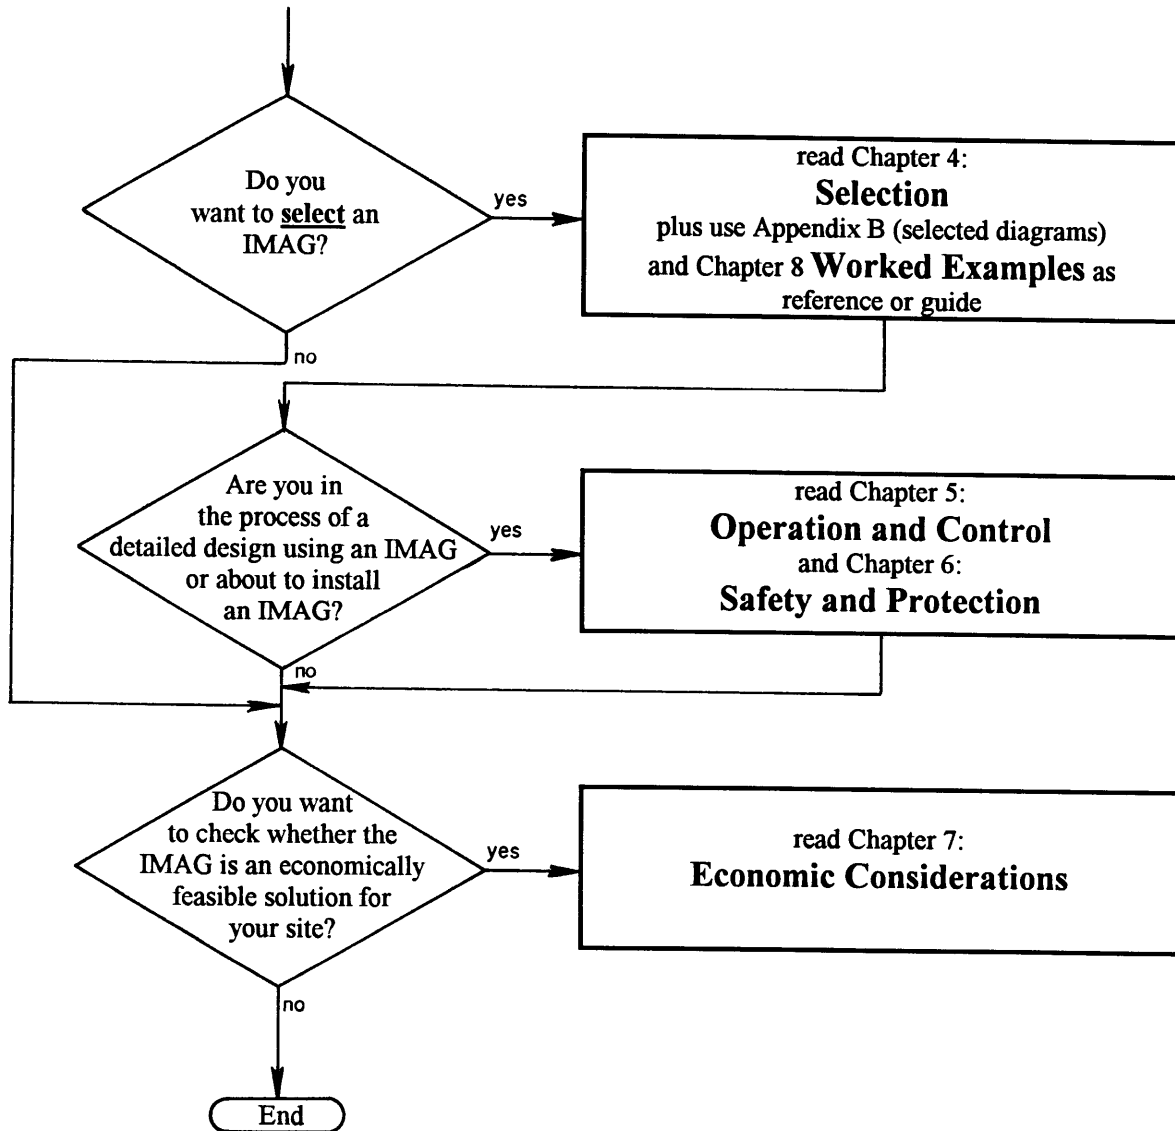 Do you
want to select an
IMAG?
yes
read Chapter 4:
Selection
plus use Appendix B (selected diagrams)
and Chapter 8 Worked Examples as
reference or guide
no
Are you in
the process of a
detailed design using an IMAG
or about to install
an IMAG?
yes
read Chapter 5:
Operation and Control
and Chapter 6:
Safety and Protection
no
Do you want
to check whether the
IMAG is an economically
feasible solution for
your site?
yes
read Chapter 7:
Economic Considerations
no
End